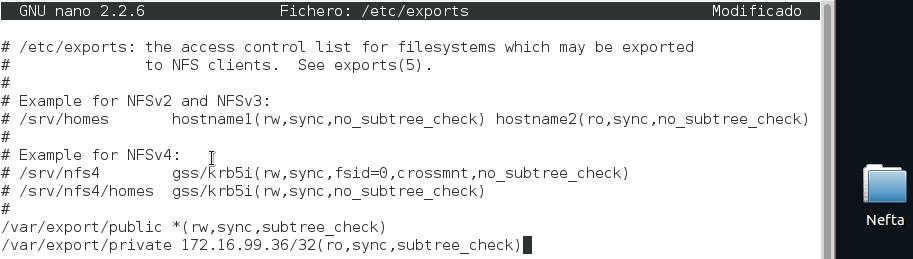 GNU nano 2.2.6 Fichero: /etc/exports Modificado
# /etc/exports: the access control list for filesystems which may be exported
# to NFS clients. See exports(5).
#
# Example for NFSv2 and NFSv3:
# /srv/homes hostname1(rw,sync,no_subtree_check) hostname2(ro,sync,no_subtree_check)
#
# Example for NFSv4:
# /srv/nfs4 gss/krb5i(rw,sync,fsid=0,crossmnt,no_subtree_check)
# /srv/nfs4/homes gss/krb5i(rw,sync,no_subtree_check)
#
/var/export/public *(rw,sync,subtree_check)
/var/export/private 172.16.99.36/32(ro,sync,subtree_check)
Nefta